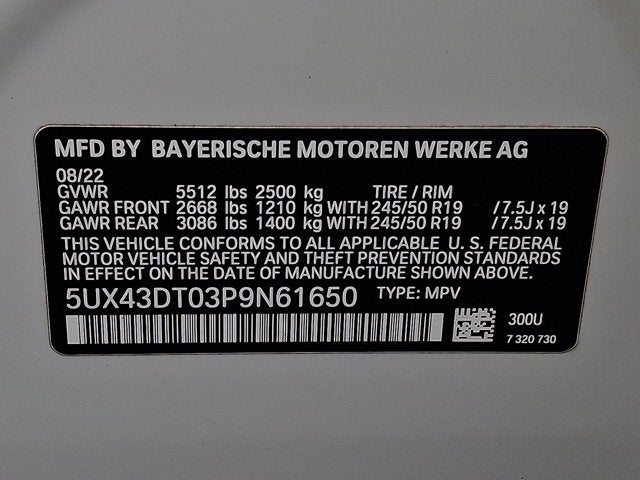 MFD BY BAYERISCHE MOTOREN WERKE AG
08/22
GVWR 5512 lbs 2500 kg TIRE / RIM
GAWR FRONT 2668 lbs 1210 kg WITH 245/50 R19 /7.5J x 19
GAWR REAR 3086 lbs 1400 kg WITH 245/50 R19 /7.5J x 19
THIS VEHICLE CONFORMS TO ALL APPLICABLE U. S. FEDERAL
MOTOR VEHICLE SAFETY AND THEFT PREVENTION STANDARDS
IN EFFECT ON THE DATE OF MANUFACTURE SHOWN ABOVE.
5UX43DT03P9N61650 TYPE: MPV
300U
7 320 730